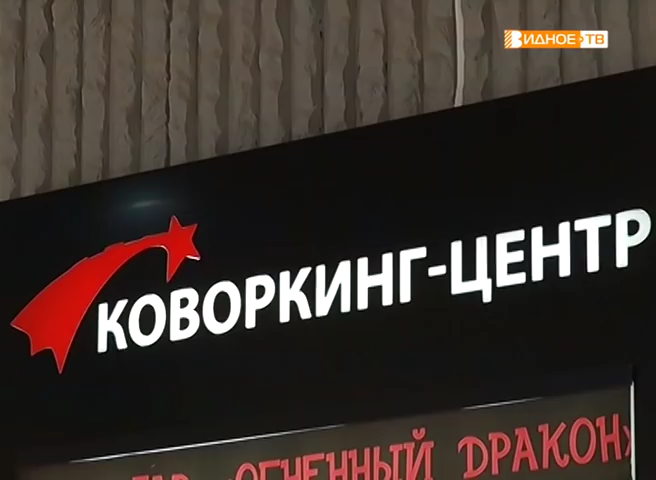 ВИДНОЕ-ТВ
КОВОРКИНГ-ЦЕНТР
«ОГНЕННЫЙ ДРАКОН»